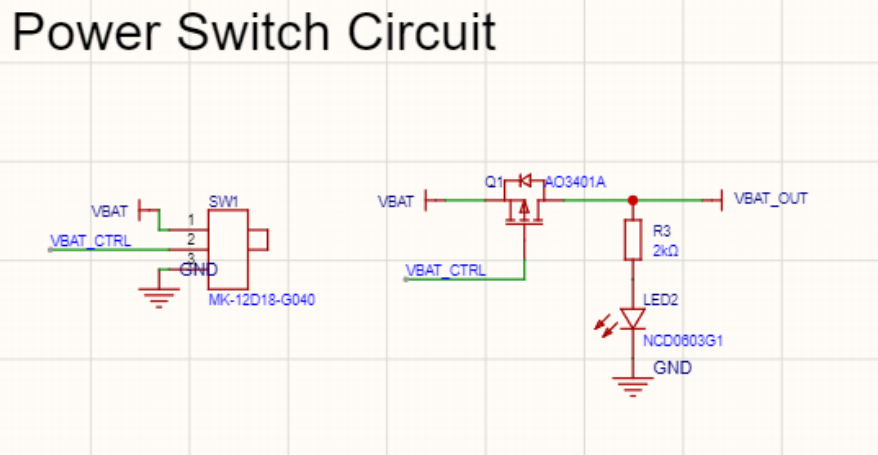 Power Switch Circuit
SW1
VBAT
1
VBAT_CTRL
2
3
GND
MK-12D18-G040
Q1
AO3401A
VBAT
VBAT_OUT
VBAT_CTRL
R3
2kΩ
LED2
NCD0603G1
GND